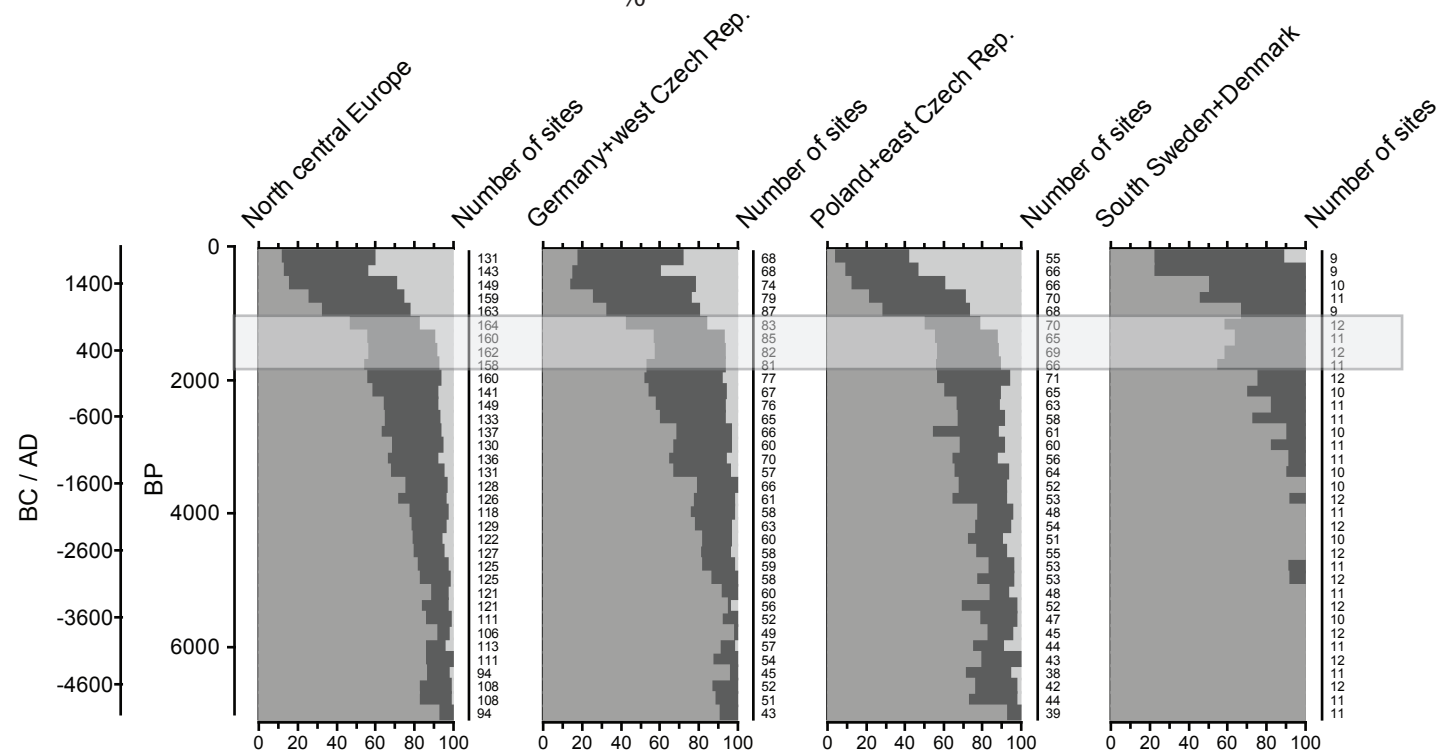 %
North central Europe
Number of sites
Germany+west Czech Rep.
Number of sites
Poland+east Czech Rep.
Number of sites
South Sweden+Denmark
Number of sites
BC / AD
1400
400
-600
-1600
-2600
-3600
-4600
BP
0
2000
4000
6000
131 68 55 9
143 68 66 9
149 74 66 10
159 79 70 11
163 87 68 9
164 83 70 12
160 85 65 11
162 82 69 12
158 81 66 11
160 77 71 12
141 67 65 10
149 76 63 11
133 65 58 11
137 66 61 10
130 60 60 11
136 70 56 11
131 57 64 10
128 66 52 10
126 61 53 12
118 58 48 11
129 63 54 12
122 60 51 10
127 58 55 12
125 59 53 11
125 58 53 12
121 60 48 11
121 56 52 12
111 52 47 10
106 49 45 12
113 57 44 11
111 54 43 12
94 45 38 11
108 52 42 12
108 51 44 11
94 43 39 11
0 20 40 60 80 100 0 20 40 60 80 100 0 20 40 60 80 100 0 20 40 60 80 100